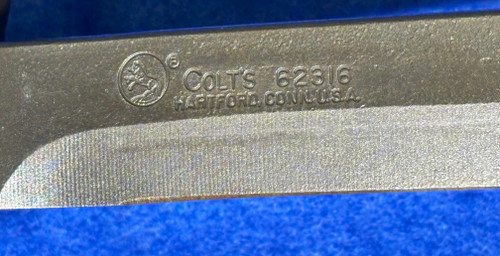 ® COLT'S 62316
HARTFORD, CONN. U.S.A.